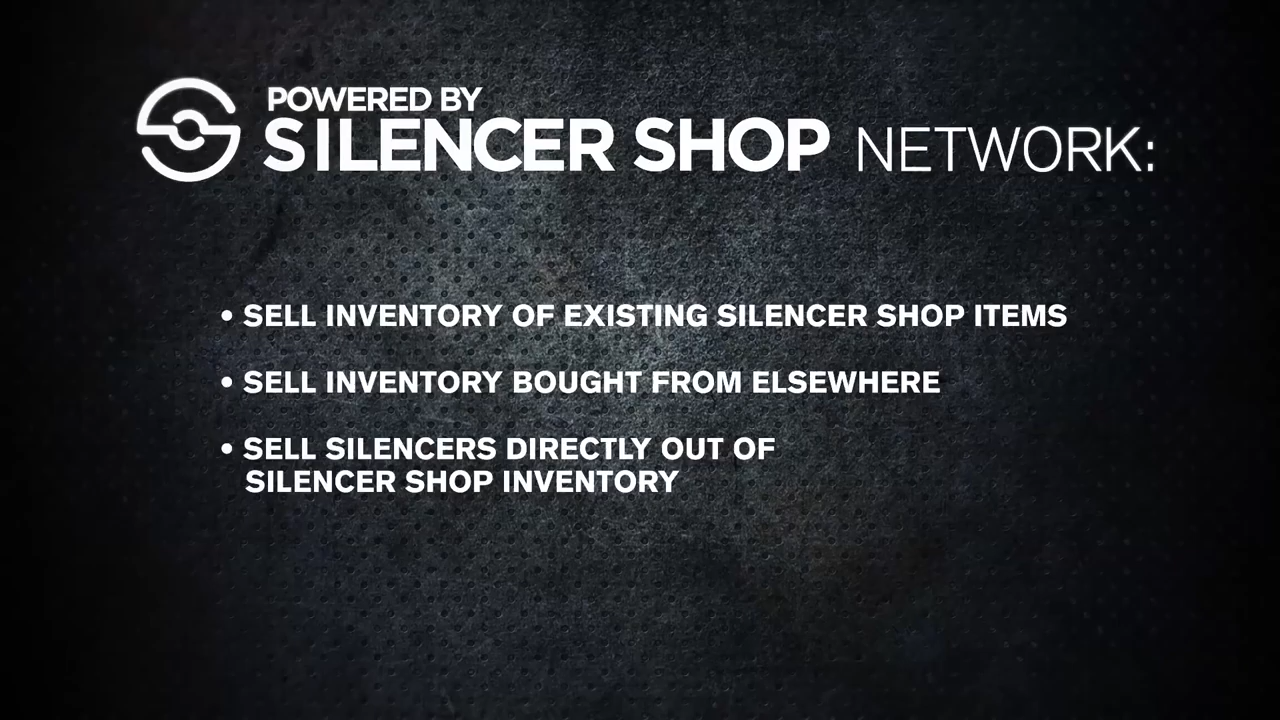 POWERED BY
SILENCER SHOP NETWORK:
• SELL INVENTORY OF EXISTING SILENCER SHOP ITEMS
• SELL INVENTORY BOUGHT FROM ELSEWHERE
• SELL SILENCERS DIRECTLY OUT OF
SILENCER SHOP INVENTORY